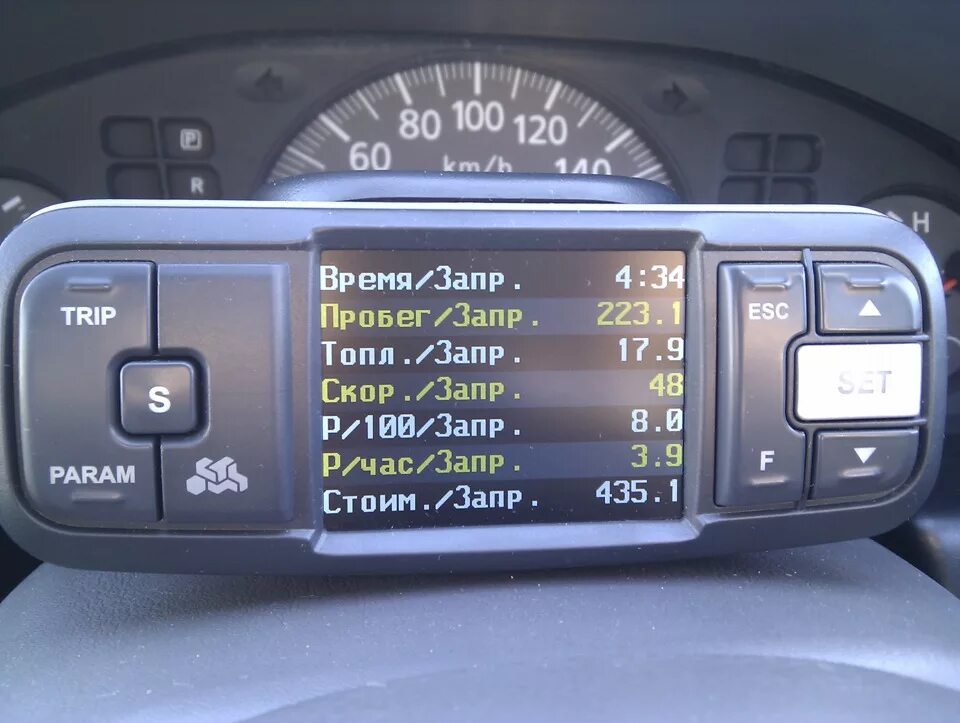 60 80 100 120 140
km/h
P
R
H
TRIP
S
PARAM
Время/Запр. 4:34
Пробег/Запр. 223.1
Топл./Запр. 17.9
Скор./Запр. 48
Р/100/Запр. 8.0
Р/час/Запр. 3.9
Стоим./Запр. 435.1
ESC
SET
F